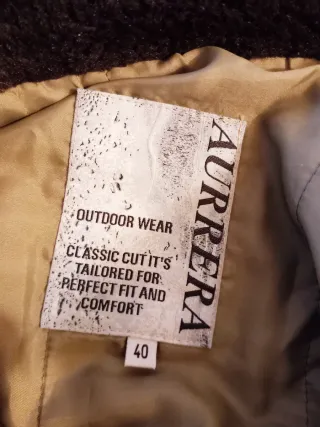 AURRERA
OUTDOOR WEAR
CLASSIC CUT IT'S
TAILORED FOR
PERFECT FIT AND
COMFORT
40